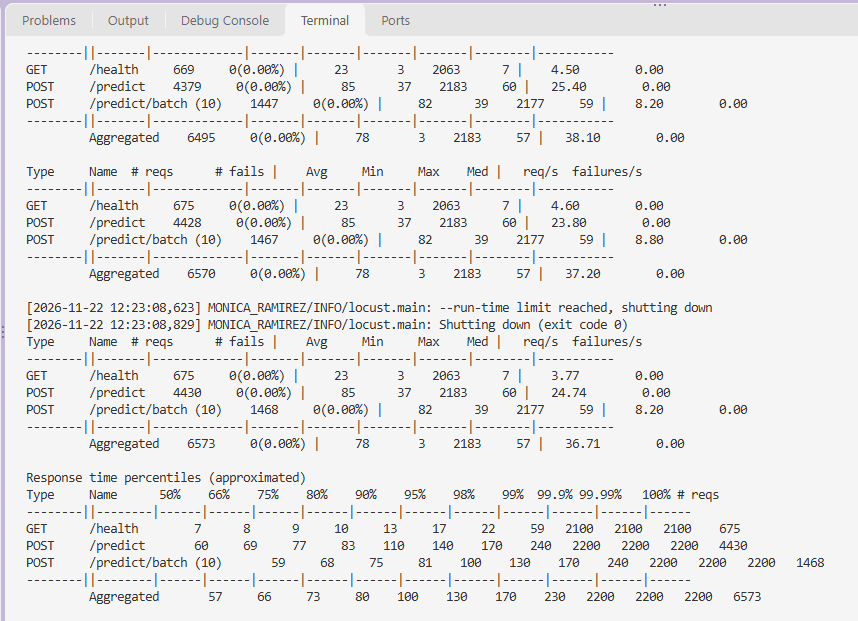 Problems Output Debug Console Terminal Ports
--------||-------|-------------|-------|-------|-------|-------|--------|-----------
GET /health 669 0(0.00%) | 23 3 2063 7 | 4.50 0.00
POST /predict 4379 0(0.00%) | 85 37 2183 60 | 25.40 0.00
POST /predict/batch (10) 1447 0(0.00%) | 82 39 2177 59 | 8.20 0.00
--------||-------|-------------|-------|-------|-------|-------|--------|-----------
Aggregated 6495 0(0.00%) | 78 3 2183 57 | 38.10 0.00
Type Name # reqs # fails | Avg Min Max Med | req/s failures/s
--------||-------|-------------|-------|-------|-------|-------|--------|-----------
GET /health 675 0(0.00%) | 23 3 2063 7 | 4.60 0.00
POST /predict 4428 0(0.00%) | 85 37 2183 60 | 23.80 0.00
POST /predict/batch (10) 1467 0(0.00%) | 82 39 2177 59 | 8.80 0.00
--------||-------|-------------|-------|-------|-------|-------|--------|-----------
Aggregated 6570 0(0.00%) | 78 3 2183 57 | 37.20 0.00
[2026-11-22 12:23:08,623] MONICA_RAMIREZ/INFO/locust.main: --run-time limit reached, shutting down
[2026-11-22 12:23:08,829] MONICA_RAMIREZ/INFO/locust.main: Shutting down (exit code 0)
Type Name # reqs # fails | Avg Min Max Med | req/s failures/s
--------||-------|-------------|-------|-------|-------|-------|--------|-----------
GET /health 675 0(0.00%) | 23 3 2063 7 | 3.77 0.00
POST /predict 4430 0(0.00%) | 85 37 2183 60 | 24.74 0.00
POST /predict/batch (10) 1468 0(0.00%) | 82 39 2177 59 | 8.20 0.00
--------||-------|-------------|-------|-------|-------|-------|--------|-----------
Aggregated 6573 0(0.00%) | 78 3 2183 57 | 36.71 0.00
Response time percentiles (approximated)
Type Name 50% 66% 75% 80% 90% 95% 98% 99% 99.9% 99.99% 100% # reqs
--------||--------|------|------|------|------|------|------|------|------|------|------|------
GET /health 7 8 9 10 13 17 22 59 2100 2100 2100 675
POST /predict 60 69 77 83 110 140 170 240 2200 2200 2200 4430
POST /predict/batch (10) 59 68 75 81 100 130 170 240 2200 2200 2200 1468
--------||--------|------|------|------|------|------|------|------|------|------|------|------
Aggregated 57 66 73 80 100 130 170 230 2200 2200 2200 6573